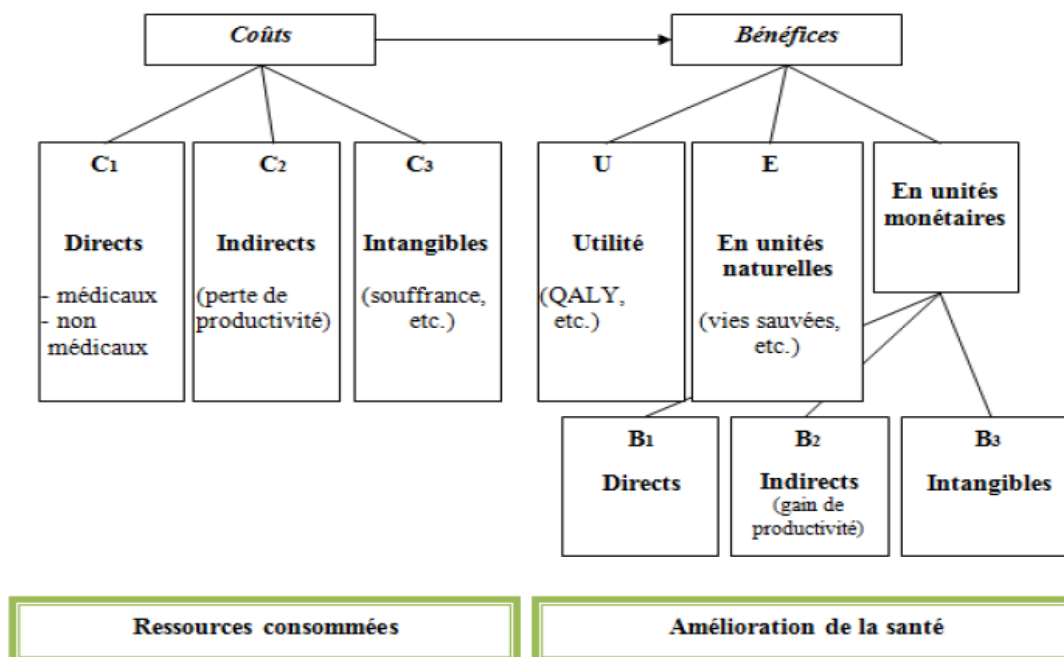 Coûts
Bénéfices
C1
Directs
- médicaux
- non
médicaux
C2
Indirects
(perte de
productivité)
C3
Intangibles
(souffrance,
etc.)
U
Utilité
(QALY,
etc.)
E
En unités
naturelles
(vies sauvées,
etc.)
En unités
monétaires
B1
Directs
B2
Indirects
(gain de
productivité)
B3
Intangibles
Ressources consommées
Amélioration de la santé